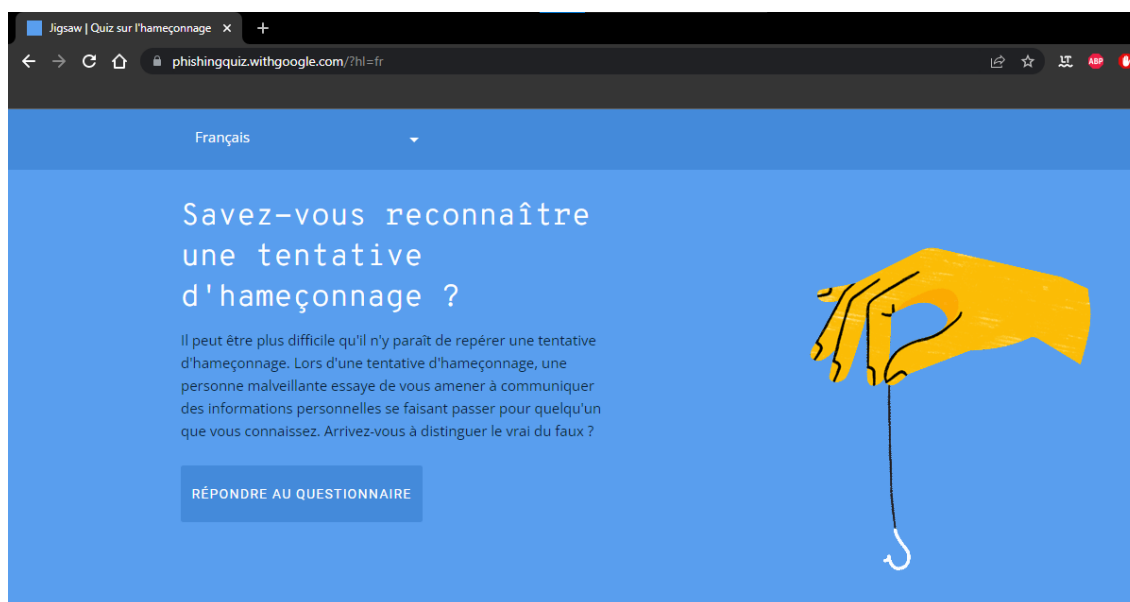 Jigsaw | Quiz sur l'hameçonnage
phishingquiz.withgoogle.com/?hl=fr
LT
ABP
Français
Savez-vous reconnaître
une tentative
d'hameçonnage ?
Il peut être plus difficile qu'il n'y paraît de repérer une tentative
d'hameçonnage. Lors d'une tentative d'hameçonnage, une
personne malveillante essaye de vous amener à communiquer
des informations personnelles se faisant passer pour quelqu'un
que vous connaissez. Arrivez-vous à distinguer le vrai du faux ?
RÉPONDRE AU QUESTIONNAIRE